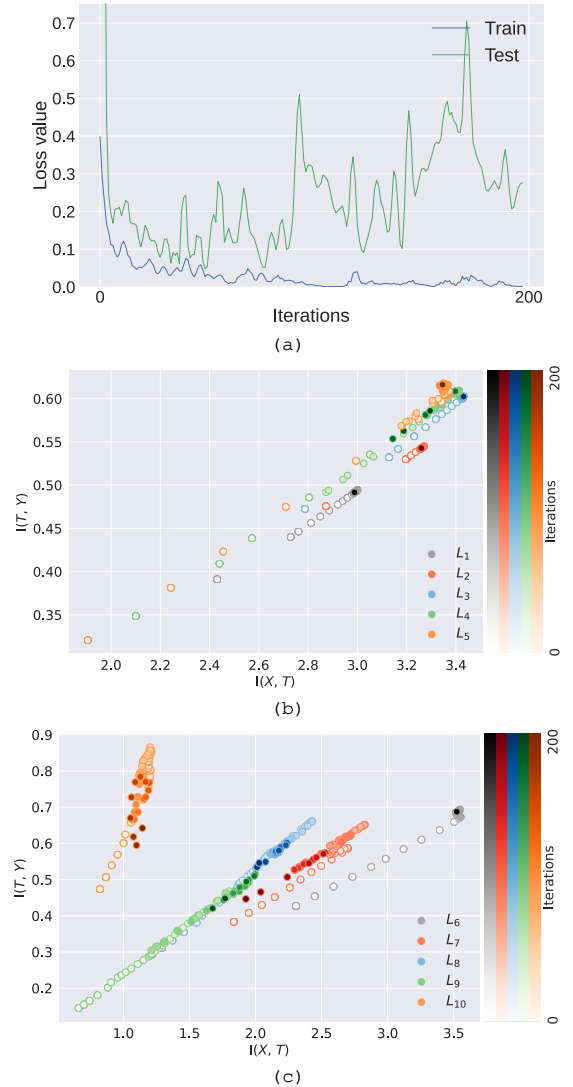 0.7
0.6
0.5
0.4
0.3
0.2
0.1
0.0
Loss value
Train
Test
0
200
Iterations
(a)
0.60
0.55
0.50
0.45
0.40
0.35
I(T, Y)
L1
L2
L3
L4
L5
2.0 2.2 2.4 2.6 2.8 3.0 3.2 3.4
I(X, T)
200
Iterations
0
(b)
0.9
0.8
0.7
0.6
0.5
0.4
0.3
0.2
I(T, Y)
L6
L7
L8
L9
L10
1.0 1.5 2.0 2.5 3.0 3.5
I(X, T)
200
Iterations
0
(c)